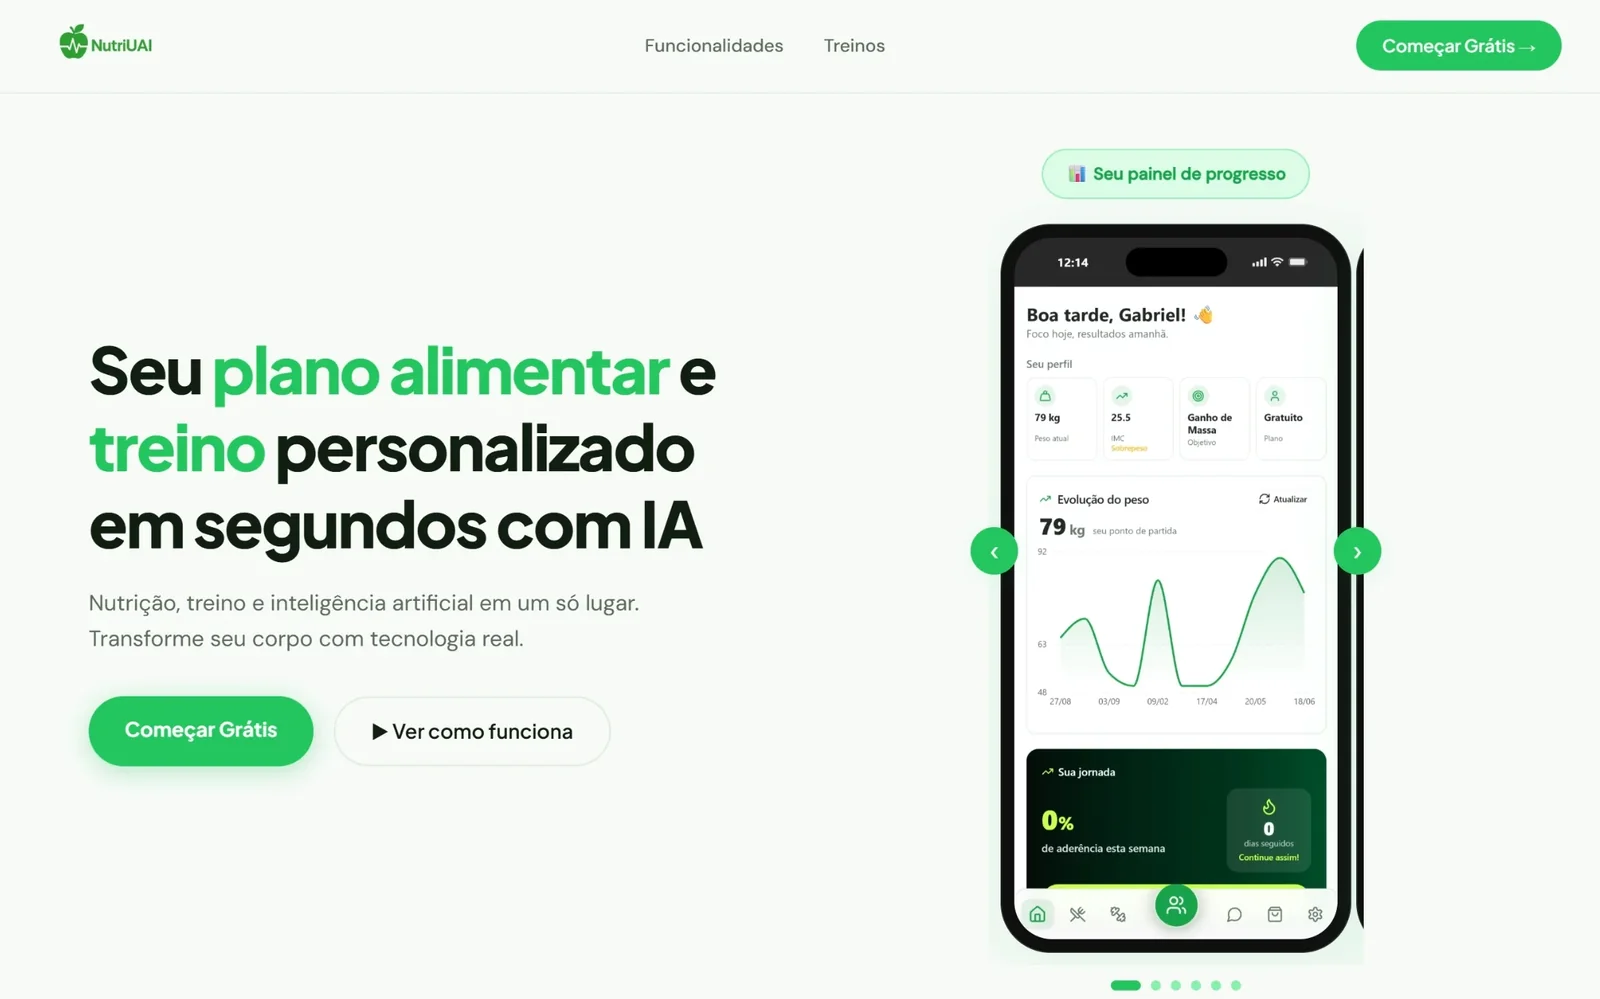 NutriUAI
Funcionalidades
Treinos
Começar Grátis →
Seu plano alimentar e
treino personalizado
em segundos com IA
Nutrição, treino e inteligência artificial em um só lugar.
Transforme seu corpo com tecnologia real.
Começar Grátis
▶ Ver como funciona
📊 Seu painel de progresso
12:14
Boa tarde, Gabriel! 👋
Foco hoje, resultados amanhã.
Seu perfil
79 kg
Peso atual
25.5
IMC
Sobrepeso
Ganho de
Massa
Objetivo
Gratuito
Plano
Evolução do peso
Atualizar
79 kg seu ponto de partida
92
63
48
27/08 03/09 09/02 17/04 20/05 18/06
Sua jornada
0%
de aderência esta semana
0
dias seguidos
Continue assim!